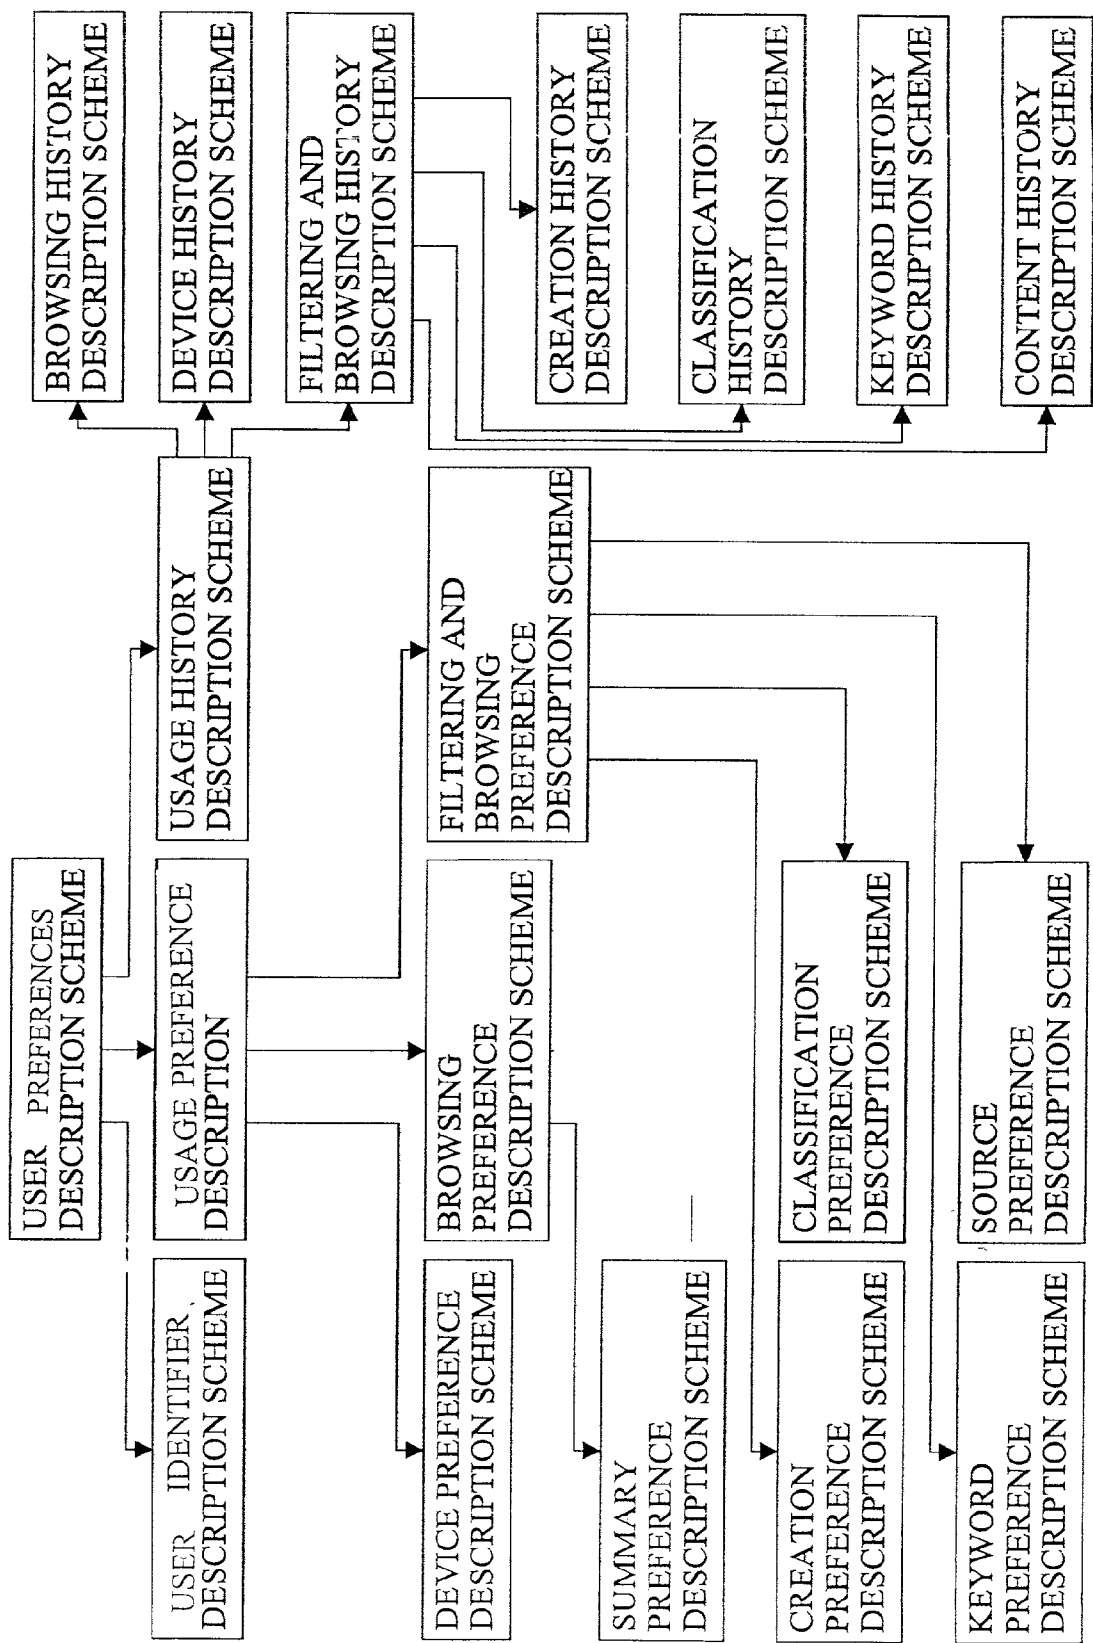 USER PREFERENCES
DESCRIPTION SCHEME
USER IDENTIFIER,
DESCRIPTION SCHEME
USAGE PREFERENCE
DESCRIPTION
USAGE HISTORY
DESCRIPTION SCHEME
BROWSING HISTORY
DESCRIPTION SCHEME
DEVICE HISTORY
DESCRIPTION SCHEME
FILTERING AND
BROWSING HISTORY
DESCRIPTION SCHEME
DEVICE PREFERENCE
DESCRIPTION SCHEME
BROWSING
PREFERENCE
DESCRIPTION SCHEME
FILTERING AND
BROWSING
PREFERENCE
DESCRIPTION SCHEME
CREATION HISTORY
DESCRIPTION SCHEME
SUMMARY
PREFERENCE
DESCRIPTION SCHEME
CLASSIFICATION
HISTORY
DESCRIPTION SCHEME
CREATION
PREFERENCE
DESCRIPTION SCHEME
CLASSIFICATION
PREFERENCE
DESCRIPTION SCHEME
KEYWORD HISTORY
DESCRIPTION SCHEME
KEYWORD
PREFERENCE
DESCRIPTION SCHEME
SOURCE
PREFERENCE
DESCRIPTION SCHEME
CONTENT HISTORY
DESCRIPTION SCHEME